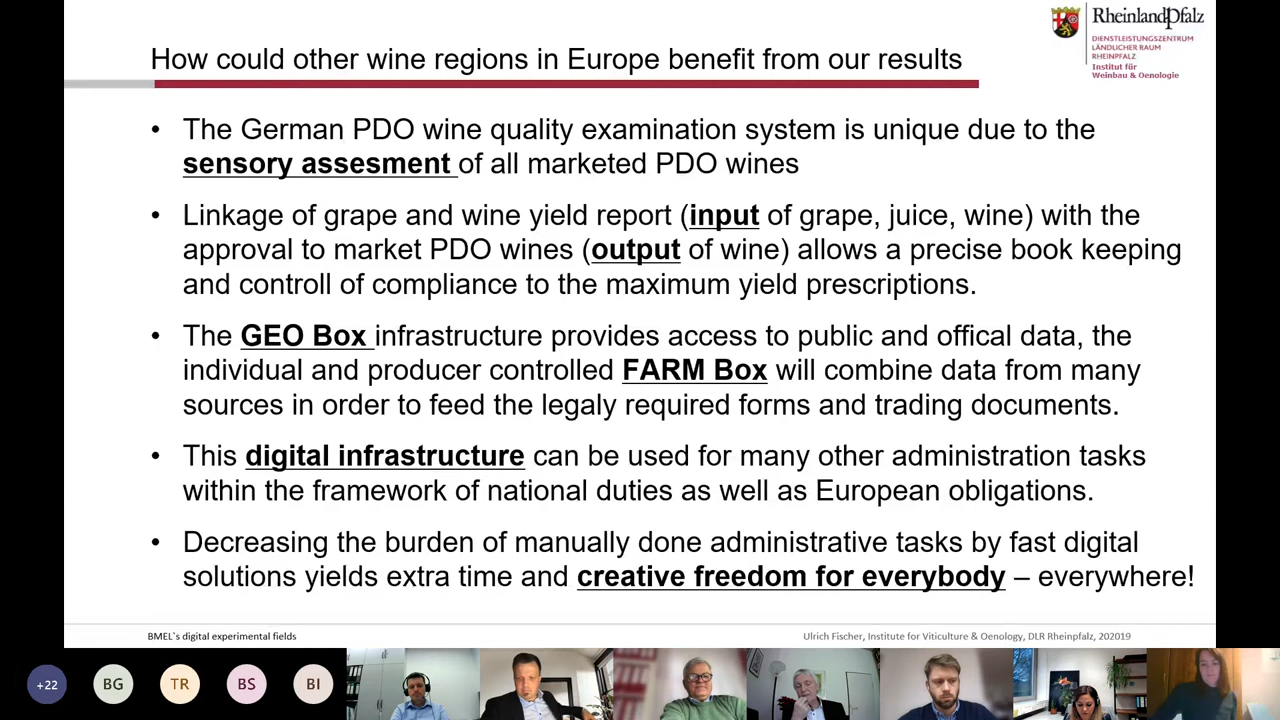 RheinlandPfalz
DIENSTLEISTUNGSZENTRUM
LÄNDLICHER RAUM
RHEINPFALZ
Institut für
Weinbau & Oenologie
How could other wine regions in Europe benefit from our results
• The German PDO wine quality examination system is unique due to the
sensory assesment of all marketed PDO wines
• Linkage of grape and wine yield report (input of grape, juice, wine) with the
approval to market PDO wines (output of wine) allows a precise book keeping
and controll of compliance to the maximum yield prescriptions.
• The GEO Box infrastructure provides access to public and offical data, the
individual and producer controlled FARM Box will combine data from many
sources in order to feed the legaly required forms and trading documents.
• This digital infrastructure can be used for many other administration tasks
within the framework of national duties as well as European obligations.
• Decreasing the burden of manually done administrative tasks by fast digital
solutions yields extra time and creative freedom for everybody – everywhere!
BMEL`s digital experimental fields
Ulrich Fischer, Institute for Viticulture & Oenology, DLR Rheinpfalz, 202019
+22 BG TR BS BI